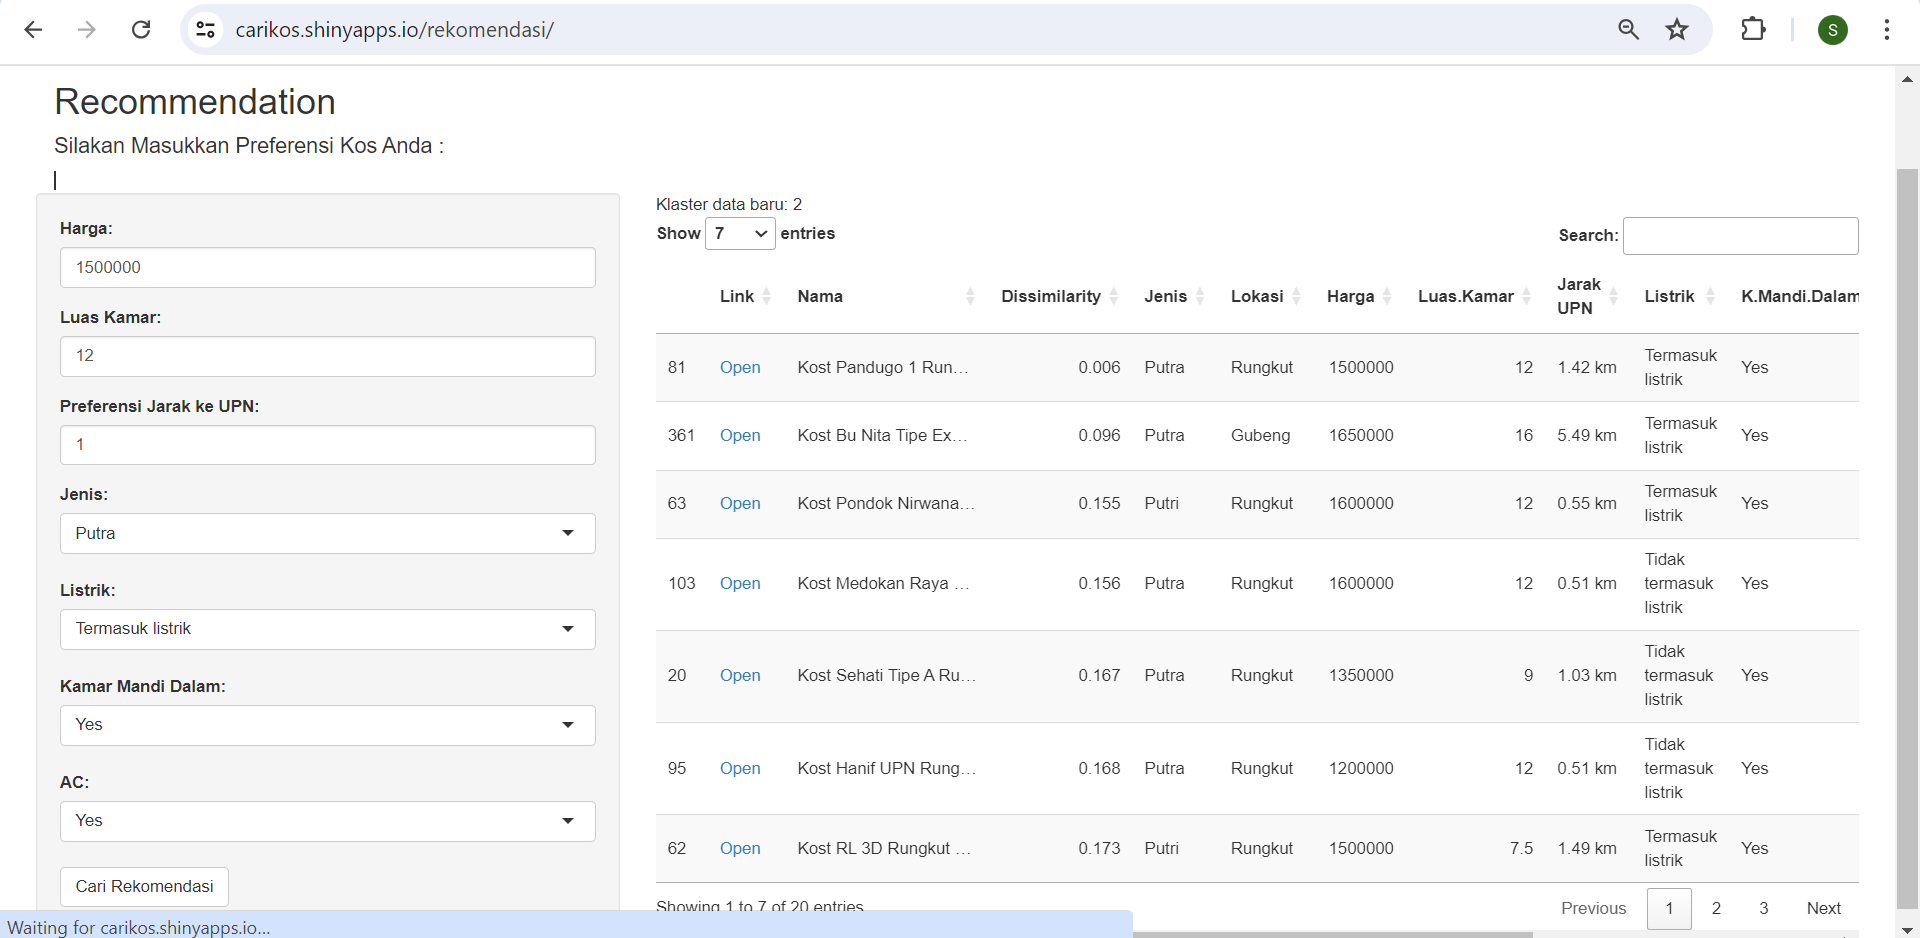 carikos.shinyapps.io/rekomendasi/
S
Recommendation
Silakan Masukkan Preferensi Kos Anda :
Harga:
1500000
Luas Kamar:
12
Preferensi Jarak ke UPN:
1
Jenis:
Putra
Listrik:
Termasuk listrik
Kamar Mandi Dalam:
Yes
AC:
Yes
Cari Rekomendasi
Klaster data baru: 2
Show 7 entries
Search:
Link Nama Dissimilarity Jenis Lokasi Harga Luas.Kamar Jarak UPN Listrik K.Mandi.Dalam
81 Open Kost Pandugo 1 Run... 0.006 Putra Rungkut 1500000 12 1.42 km Termasuk listrik Yes
361 Open Kost Bu Nita Tipe Ex... 0.096 Putra Gubeng 1650000 16 5.49 km Termasuk listrik Yes
63 Open Kost Pondok Nirwana... 0.155 Putri Rungkut 1600000 12 0.55 km Termasuk listrik Yes
103 Open Kost Medokan Raya ... 0.156 Putra Rungkut 1600000 12 0.51 km Tidak termasuk listrik Yes
20 Open Kost Sehati Tipe A Ru... 0.167 Putra Rungkut 1350000 9 1.03 km Tidak termasuk listrik Yes
95 Open Kost Hanif UPN Rung... 0.168 Putra Rungkut 1200000 12 0.51 km Tidak termasuk listrik Yes
62 Open Kost RL 3D Rungkut ... 0.173 Putri Rungkut 1500000 7.5 1.49 km Termasuk listrik Yes
Showing 1 to 7 of 20 entries
Previous 1 2 3 Next
Waiting for carikos.shinyapps.io...